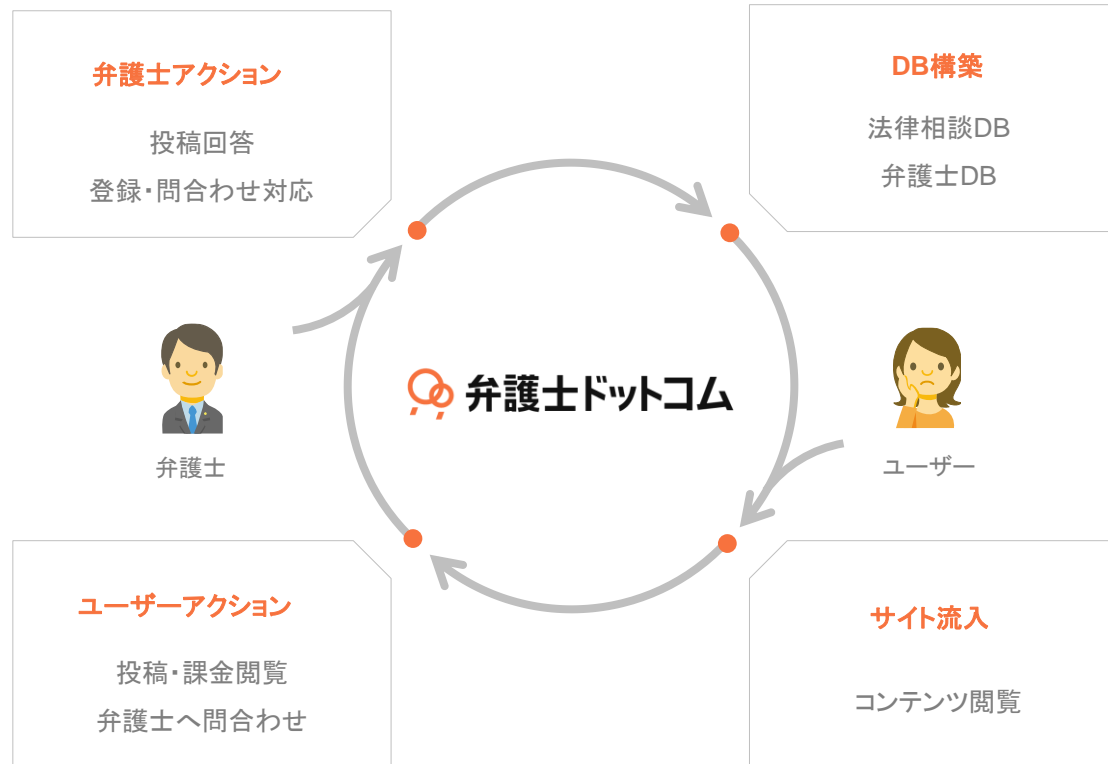 弁護士アクション
投稿回答
登録・問合わせ対応
DB構築
法律相談DB
弁護士DB
弁護士ドットコム
弁護士
ユーザー
ユーザーアクション
投稿・課金閲覧
弁護士へ問合わせ
サイト流入
コンテンツ閲覧